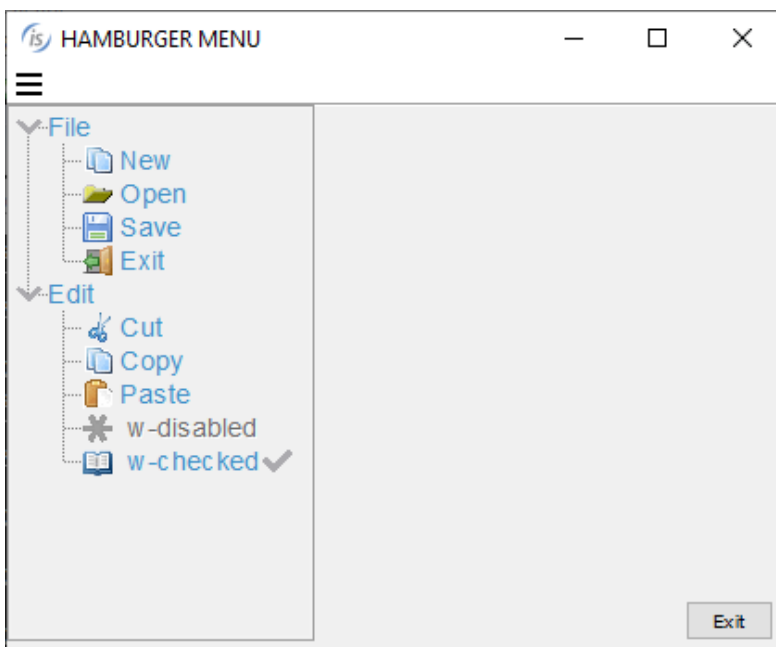 is HAMBURGER MENU
File
New
Open
Save
Exit
Edit
Cut
Copy
Paste
w-disabled
w-checked
Exit